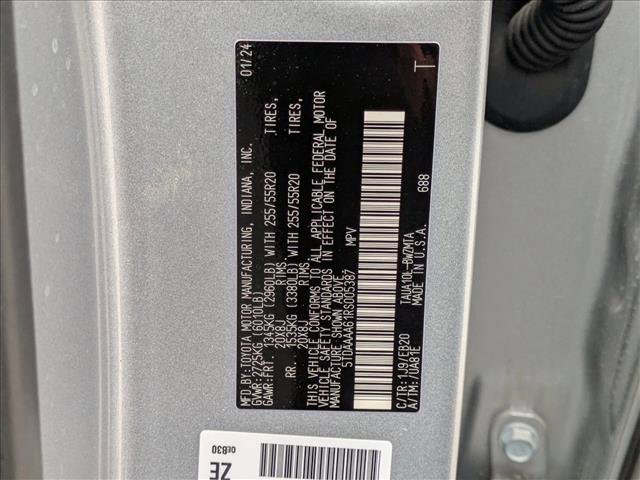 MFD.BY:TOYOTA MOTOR MANUFACTURING, INDIANA, INC. 01/24
GVWR:2725KG(6010LB)
GAWR:FRT. 1345KG(2960LB)WITH 255/55R20 TIRES,
20X8J RIMS
RR. 1535KG(3380LB)WITH 255/55R20 TIRES,
20X8J RIMS
THIS VEHICLE CONFORMS TO ALL APPLICABLE FEDERAL MOTOR
VEHICLE SAFETY STANDARDS IN EFFECT ON THE DATE OF
MANUFACTURE SHOWN ABOVE.
5TDAAAA61RS005387 MPV
C/TR:1J9/EB20 TAUA10L-BWZMTA
A/TM:/UA81E MADE IN U.S.A. 688
T
0EB30
ZE